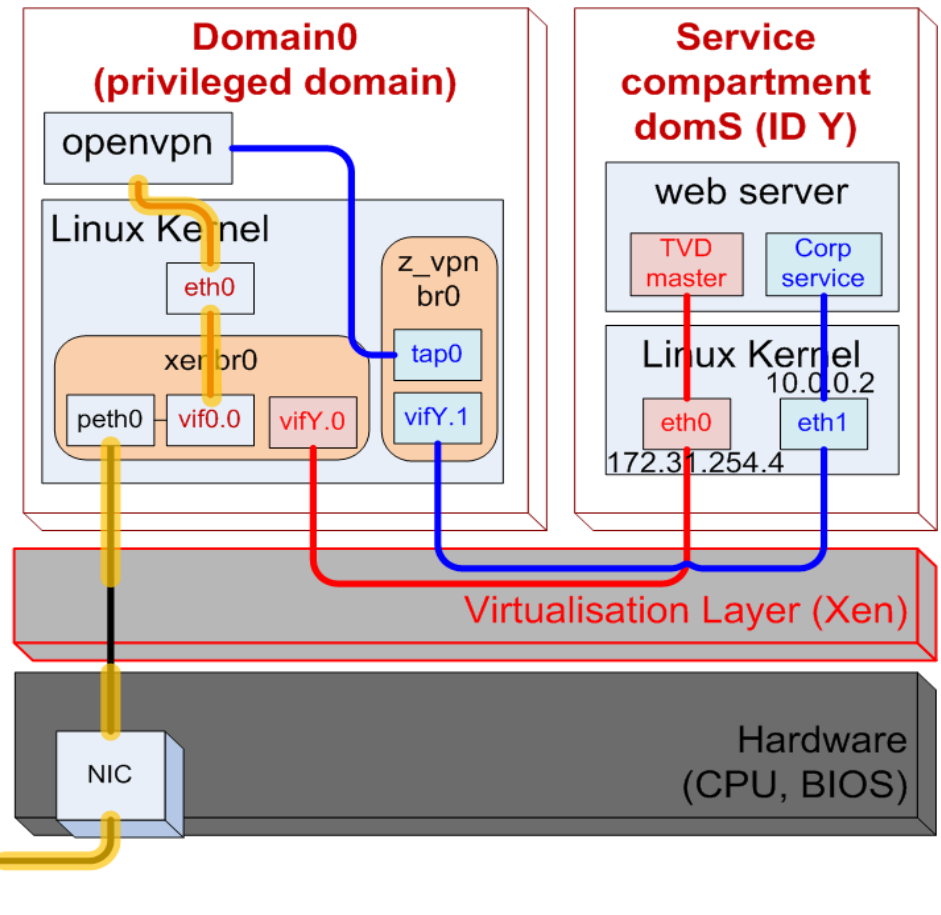 Domain0
(privileged domain)
openvpn
Linux Kernel
eth0
xenbr0
peth0
vif0.0
vifY.0
z_vpn
br0
tap0
vifY.1
Service
compartment
domS (ID Y)
web server
TVD
master
Corp
service
Linux Kernel
10.0.0.2
eth0
eth1
172.31.254.4
Virtualisation Layer (Xen)
Hardware
(CPU, BIOS)
NIC